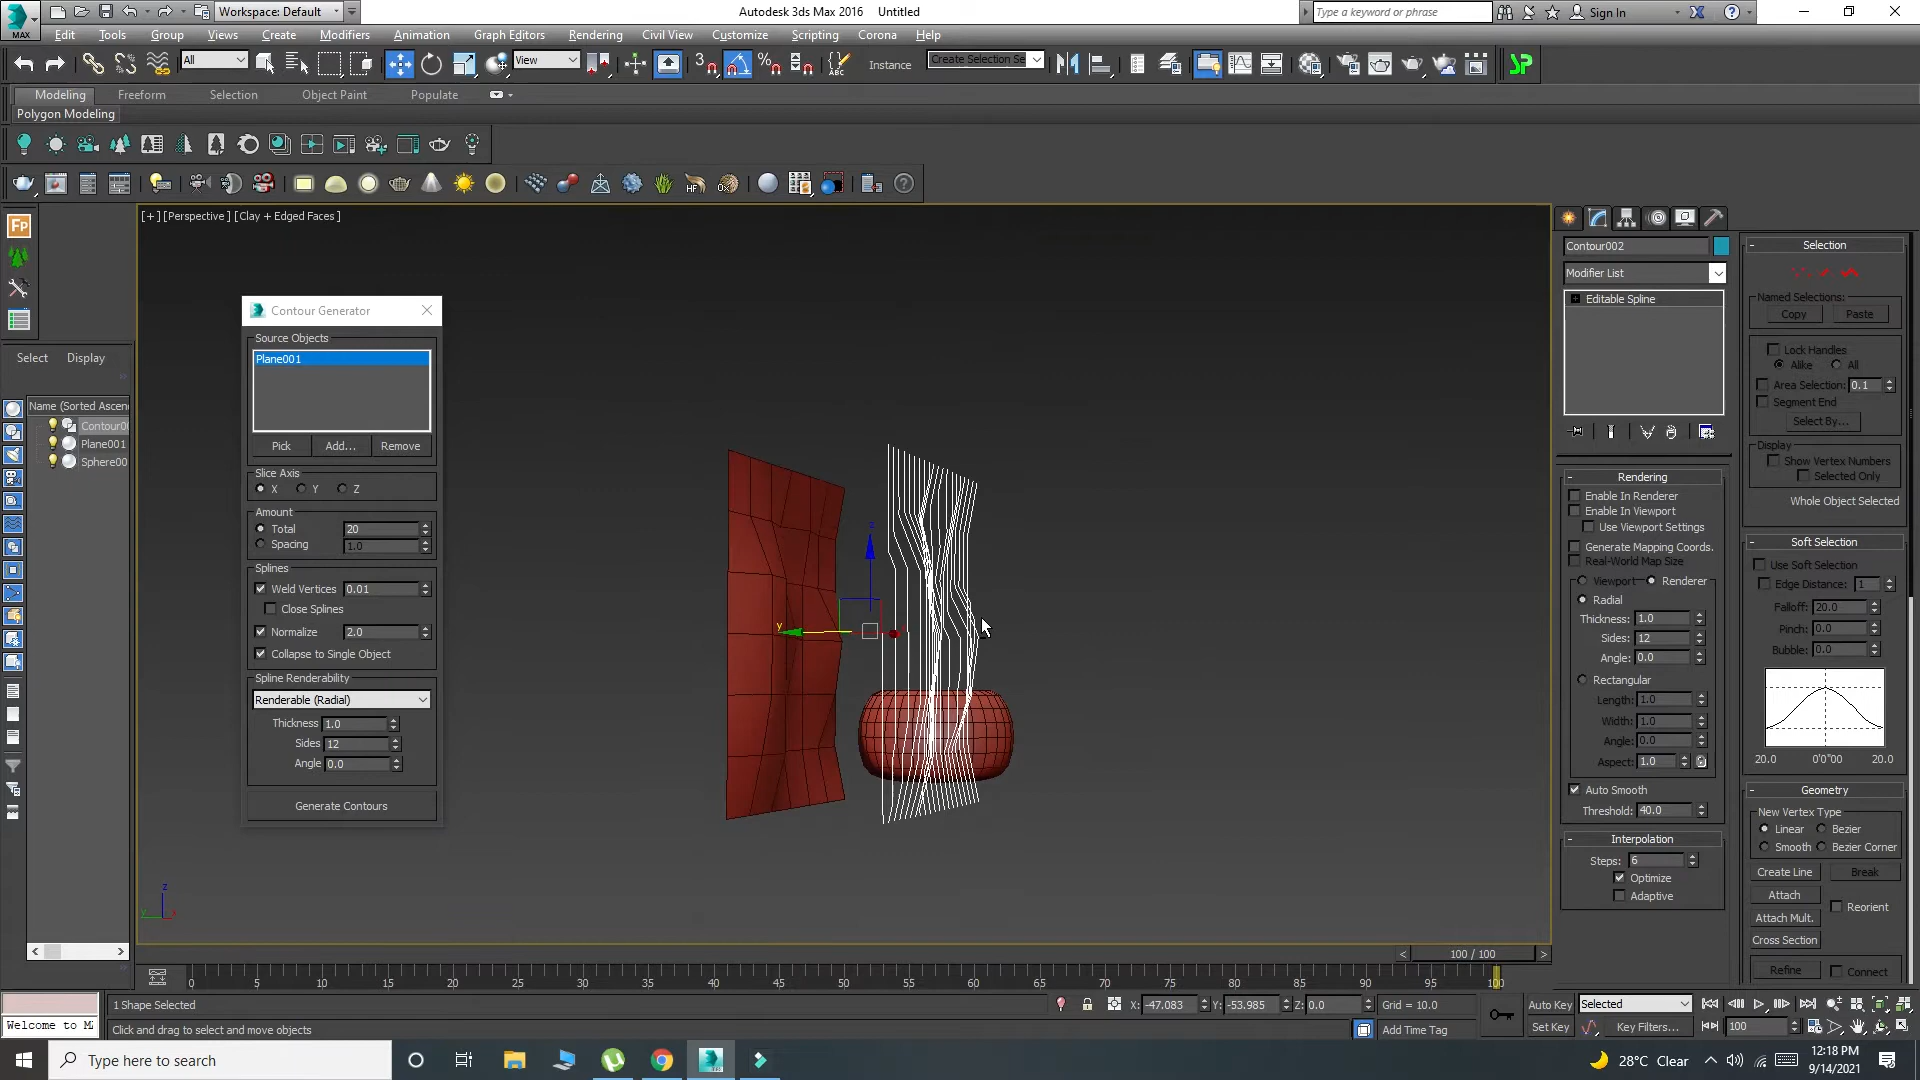 Workspace: Default
Autodesk 3ds Max 2016
Untitled
Type a keyword or phrase
Sign In
MAX
Edit
Tools
Group
Views
Create
Modifiers
Animation
Graph Editors
Rendering
Civil View
Customize
Scripting
Corona
Help
All
View
3
%
ABC
Instance
Create Selection Se
Modeling
Freeform
Selection
Object Paint
Populate
Polygon Modeling
HF
[+] [Perspective] [Clay + Edged Faces]
Fp
Select
Display
Name (Sorted Ascen
Contour00
Plane001
Sphere00
Contour Generator
Source Objects
Plane001
Pick
Add...
Remove
Slice Axis
X
Y
Z
Amount
Total
20
Spacing
1.0
Splines
Weld Vertices
0.01
Close Splines
Normalize
2.0
Collapse to Single Object
Spline Renderability
Renderable (Radial)
Thickness
1.0
Sides
12
Angle
0.0
Generate Contours
z
y
z
y
x
Contour002
Modifier List
Editable Spline
Rendering
Enable In Renderer
Enable In Viewport
Use Viewport Settings
Generate Mapping Coords.
Real-World Map Size
Viewport
Renderer
Radial
Thickness: 1.0
Sides: 12
Angle: 0.0
Rectangular
Length: 1.0
Width: 1.0
Angle: 0.0
Aspect: 1.0
Auto Smooth
Threshold: 40.0
Interpolation
Steps: 6
Optimize
Adaptive
Selection
Named Selections:
Copy
Paste
Lock Handles
Alike
All
Area Selection: 0.1
Segment End
Select By...
Display
Show Vertex Numbers
Selected Only
Whole Object Selected
Soft Selection
Use Soft Selection
Edge Distance: 1
Falloff: 20.0
Pinch: 0.0
Bubble: 0.0
20.0
0'0"00
20.0
Geometry
New Vertex Type
Linear
Bezier
Smooth
Bezier Corner
Create Line
Break
Attach
Reorient
Attach Mult.
Cross Section
Refine
Connect
100 / 100
0
5
10
15
20
25
30
35
40
45
50
55
60
65
70
75
80
85
90
95
100
1 Shape Selected
X: -47.083
Y: -53.985
Z: 0.0
Grid = 10.0
Auto Key
Selected
Welcome to M
Click and drag to select and move objects
Add Time Tag
Set Key
Key Filters...
100
Type here to search
28°C Clear
12:18 PM
9/14/2021